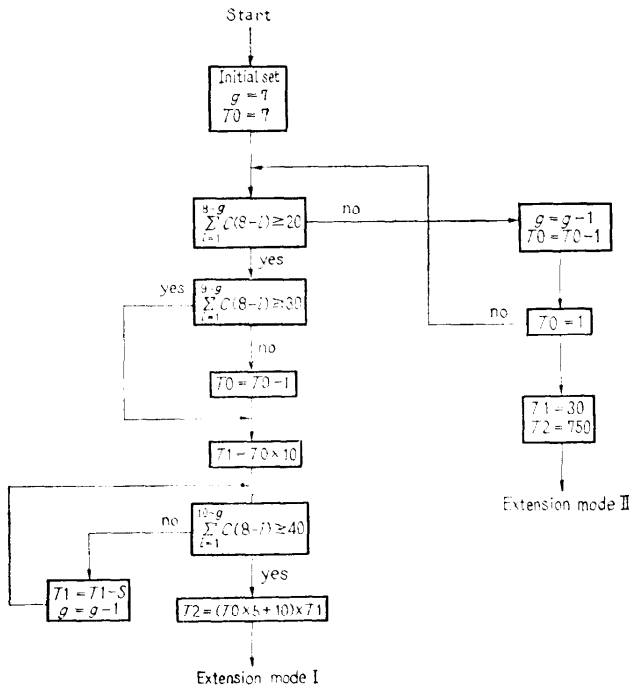 Start
Initial set
g = 7
T0 = 7
8-g
∑ C(8-i) ≥ 20
i=1
no
g = g-1
T0 = T0-1
yes
yes
9-g
∑ C(8-i) ≥ 30
i=1
no
T0 = 1
no
T0 = T0-1
T1 = 30
T2 = 750
T1 = T0×10
Extension mode II
10-g
∑ C(8-i) ≥ 40
i=1
no
yes
T1 = T1-S
g = g-1
T2 = (T0×5+10)×T1
Extension mode I